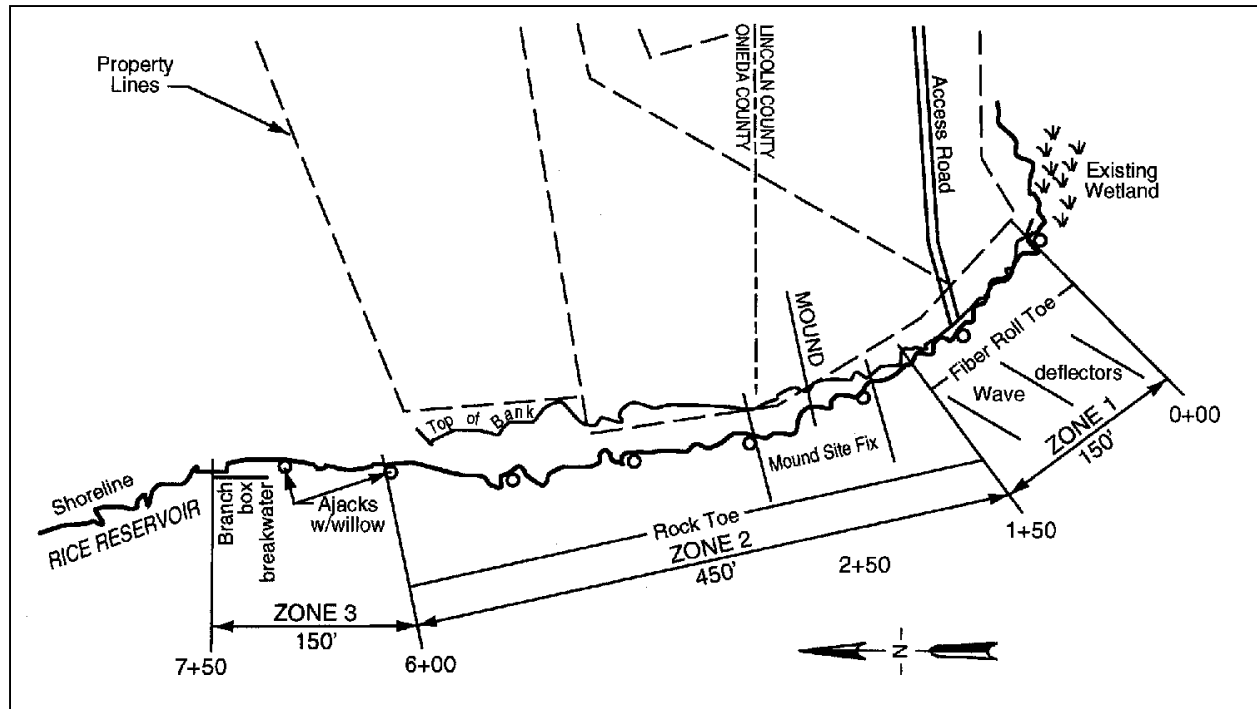 Property
Lines
LINCOLN COUNTY
ONIEDA COUNTY
Access Road
Existing
Wetland
MOUND
Fiber Roll Toe
Wave deflectors
ZONE 1
150'
0+00
Top of Bank
Mound Site Fix
Shoreline
RICE RESERVOIR
Branch
box
breakwater
Ajacks
w/willow
Rock Toe
ZONE 2
450'
2+50
1+50
ZONE 3
150'
7+50
6+00
N